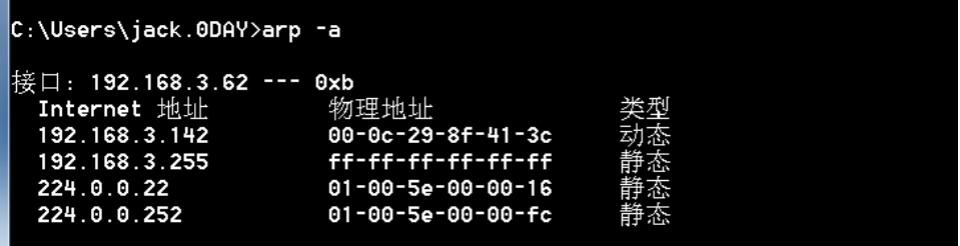 C:\Users\jack.0DAY>arp -a
接口: 192.168.3.62 --- 0xb
Internet 地址 物理地址 类型
192.168.3.142 00-0c-29-8f-41-3c 动态
192.168.3.255 ff-ff-ff-ff-ff-ff 静态
224.0.0.22 01-00-5e-00-00-16 静态
224.0.0.252 01-00-5e-00-00-fc 静态